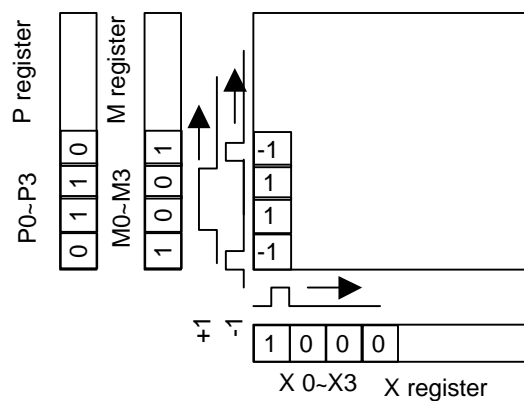 P register
P0~P3
0 1 1 0
M register
M0~M3
1 0 0 1
+1
-1
-1
1
1
-1
1 0 0 0
X 0~X3
X register